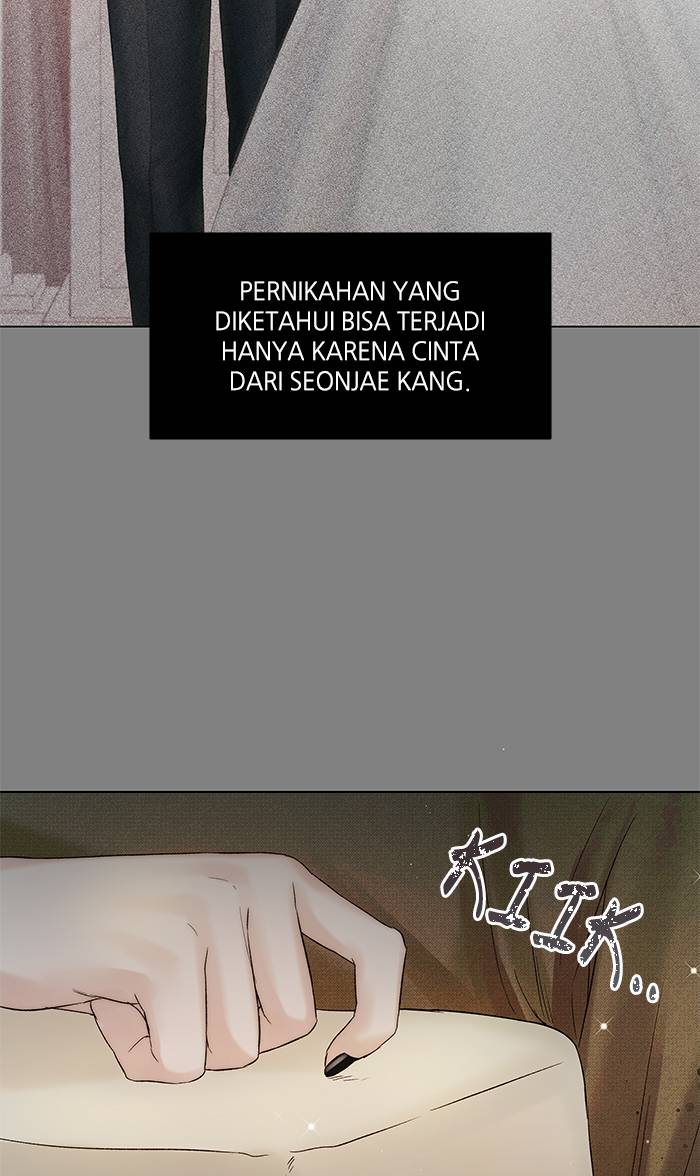 PERNIKAHAN YANG
DIKETAHUI BISA TERJADI
HANYA KARENA CINTA
DARI SEONJAE KANG.
KIIK..